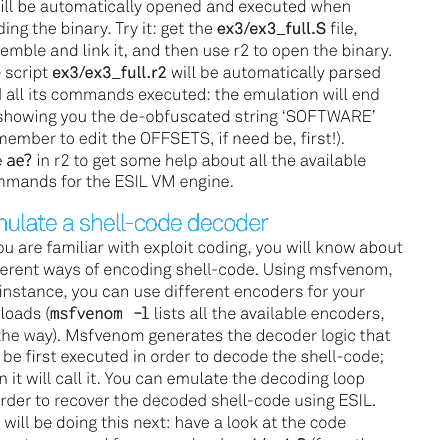 ill be automatically opened and executed when
ding the binary. Try it: get the ex3/ex3_full.S file,
emble and link it, and then use r2 to open the binary.
script ex3/ex3_full.r2 will be automatically parsed
all its commands executed: the emulation will end
showing you the de-obfuscated string ‘SOFTWARE’
member to edit the OFFSETS, if need be, first!).
ae? in r2 to get some help about all the available
mmands for the ESIL VM engine.
mulate a shell-code decoder
ou are familiar with exploit coding, you will know about
erent ways of encoding shell-code. Using msfvenom,
instance, you can use different encoders for your
loads (msfvenom -l lists all the available encoders,
the way). Msfvenom generates the decoder logic that
be first executed in order to decode the shell-code;
n it will call it. You can emulate the decoding loop
rder to recover the decoded shell-code using ESIL.
will be doing this next: have a look at the code